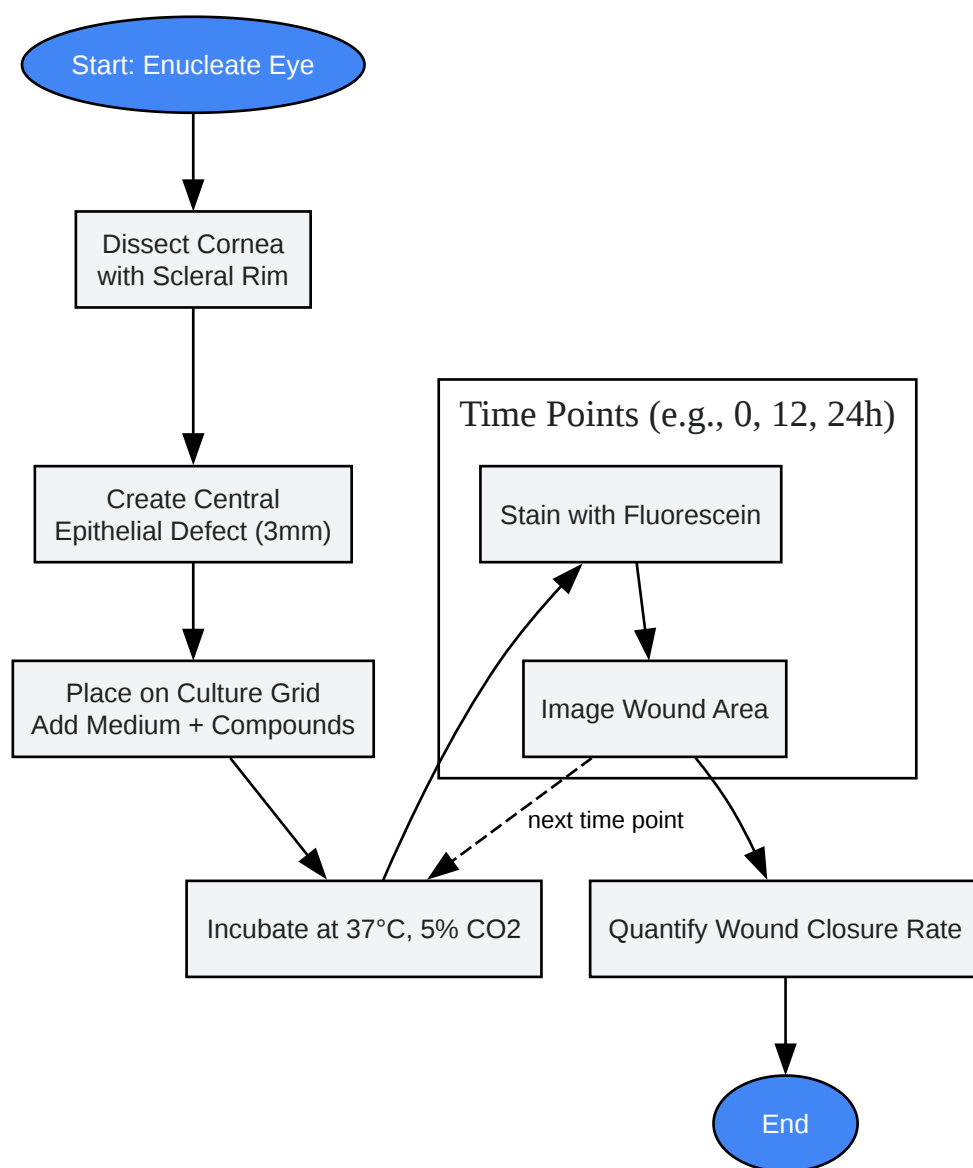 Start: Enucleate Eye
Dissect Cornea
with Scleral Rim
Create Central
Epithelial Defect (3mm)
Place on Culture Grid
Add Medium + Compounds
Time Points (e.g., 0, 12, 24h)
Stain with Fluorescein
Image Wound Area
next time point
Incubate at 37°C, 5% CO2
Quantify Wound Closure Rate
End